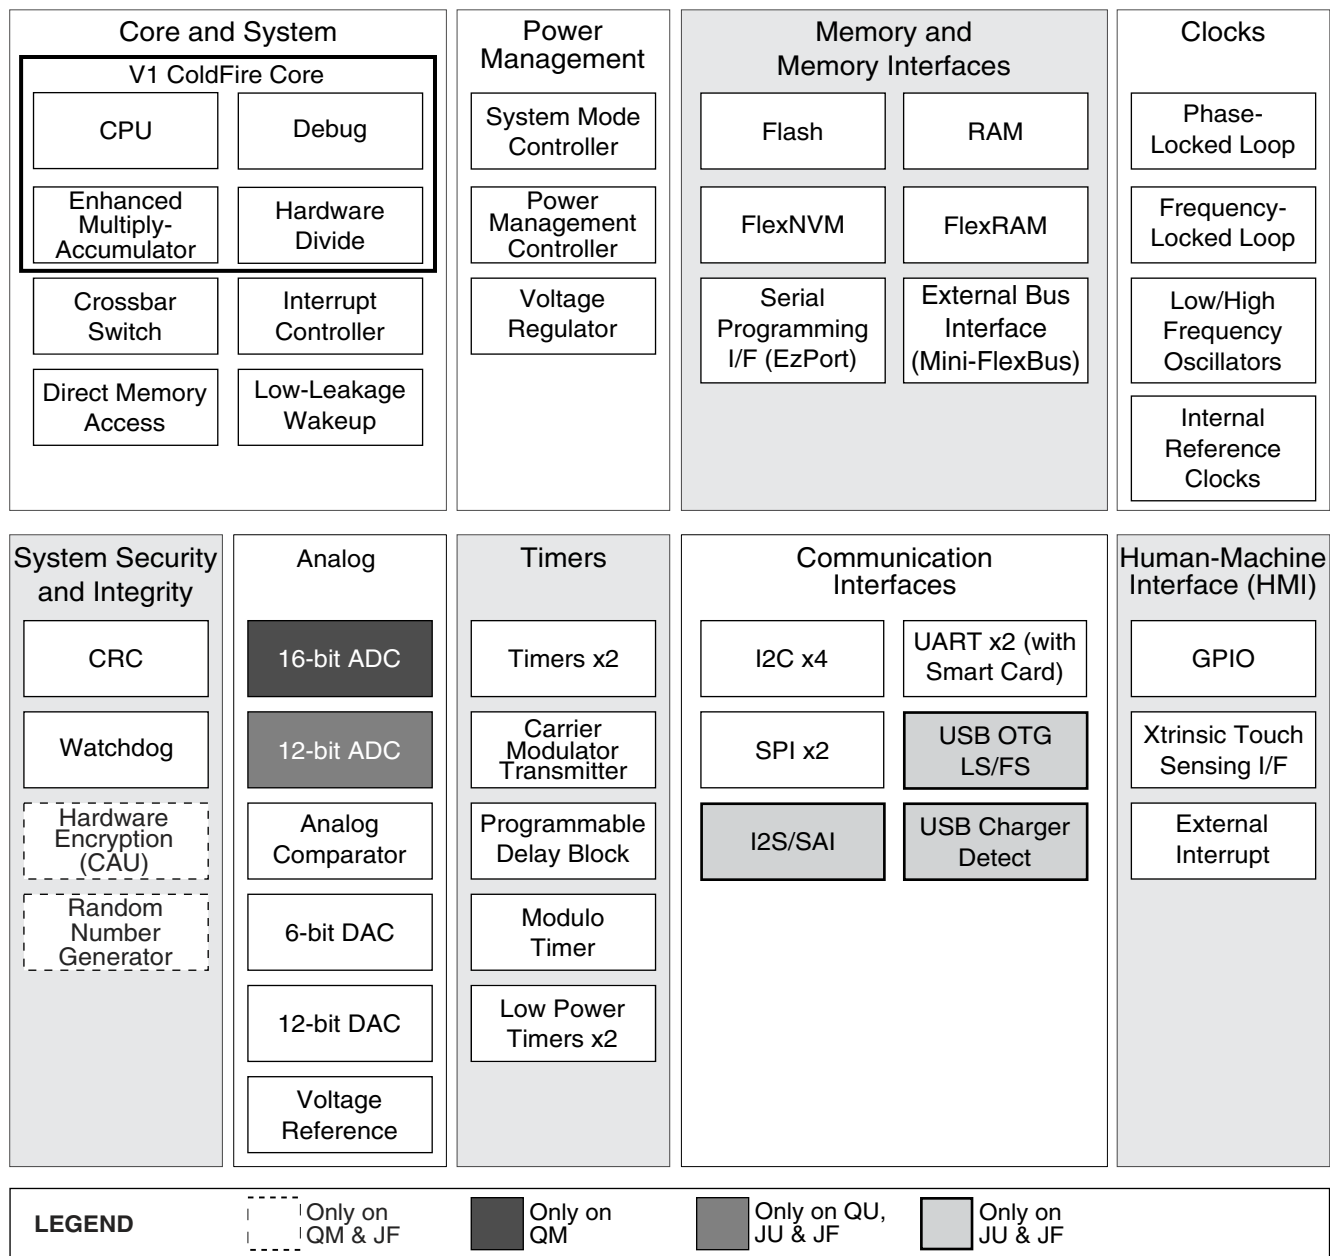 Core and System
V1 ColdFire Core
CPU
Debug
Enhanced
Multiply-
Accumulator
Hardware
Divide
Crossbar
Switch
Interrupt
Controller
Direct Memory
Access
Low-Leakage
Wakeup
Power
Management
System Mode
Controller
Power
Management
Controller
Voltage
Regulator
Memory and
Memory Interfaces
Flash
RAM
FlexNVM
FlexRAM
Serial
Programming
I/F (EzPort)
External Bus
Interface
(Mini-FlexBus)
Clocks
Phase-
Locked Loop
Frequency-
Locked Loop
Low/High
Frequency
Oscillators
Internal
Reference
Clocks
System Security
and Integrity
CRC
Watchdog
Hardware
Encryption
(CAU)
Random
Number
Generator
Analog
16-bit ADC
12-bit ADC
Analog
Comparator
6-bit DAC
12-bit DAC
Voltage
Reference
Timers
Timers x2
Carrier
Modulator
Transmitter
Programmable
Delay Block
Modulo
Timer
Low Power
Timers x2
Communication
Interfaces
I2C x4
UART x2 (with
Smart Card)
SPI x2
USB OTG
LS/FS
I2S/SAI
USB Charger
Detect
Human-Machine
Interface (HMI)
GPIO
Xtrinsic Touch
Sensing I/F
External
Interrupt
LEGEND
Only on
QM & JF
Only on
QM
Only on QU,
JU & JF
Only on
JU & JF